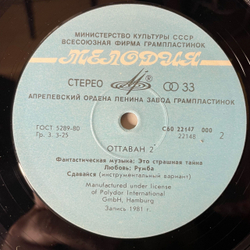 МИНИСТЕРСТВО КУЛЬТУРЫ СССР
ВСЕСОЮЗНАЯ ФИРМА ГРАМПЛАСТИНОК
МЕЛОДИЯ
СТЕРЕО 33
АПРЕЛЕВСКИЙ ОРДЕНА ЛЕНИНА ЗАВОД ГРАМПЛАСТИНОК
ГОСТ 5289-80
Гр. 3. 3-25
С60 22147 000
22148
2
ОТТАВАН 2
Фантастическая музыка; Это страшная тайна
Любовь; Румба
Сдавайся (инструментальный вариант)
Manufactured under license
of Polydor International
GmbH, Hamburg
Запись 1981 г.